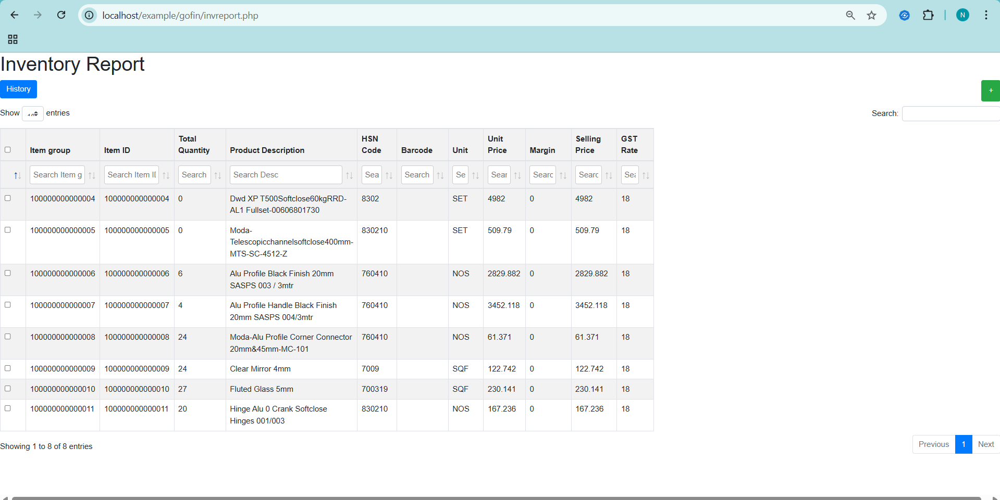 localhost/example/gofin/invreport.php
N
Inventory Report
History
+
Show entries
Search:
Item group Item ID Total Quantity Product Description HSN Code Barcode Unit Unit Price Margin Selling Price GST Rate
Search Item g Search Item II Search Search Desc Sea Search Se Sear Searc Searc
100000000000004 100000000000004 0 Dwd XP T500Softclose60kgRRD- 8302 SET 4982 0 4982 18
AL1 Fullset-00606801730
100000000000005 100000000000005 0 Moda- 830210 SET 509.79 0 509.79 18
Telescopicchannelsoftclose400mm-
MTS-SC-4512-Z
100000000000006 100000000000006 6 Alu Profile Black Finish 20mm 760410 NOS 2829.882 0 2829.882 18
SASPS 003 / 3mtr
100000000000007 100000000000007 4 Alu Profile Handle Black Finish 760410 NOS 3452.118 0 3452.118 18
20mm SASPS 004/3mtr
100000000000008 100000000000008 24 Moda-Alu Profile Corner Connector 760410 NOS 61.371 0 61.371 18
20mm&45mm-MC-101
100000000000009 100000000000009 24 Clear Mirror 4mm 7009 SQF 122.742 0 122.742 18
100000000000010 100000000000010 27 Fluted Glass 5mm 700319 SQF 230.141 0 230.141 18
100000000000011 100000000000011 20 Hinge Alu 0 Crank Softclose 830210 NOS 167.236 0 167.236 18
Hinges 001/003
Showing 1 to 8 of 8 entries
Previous 1 Next